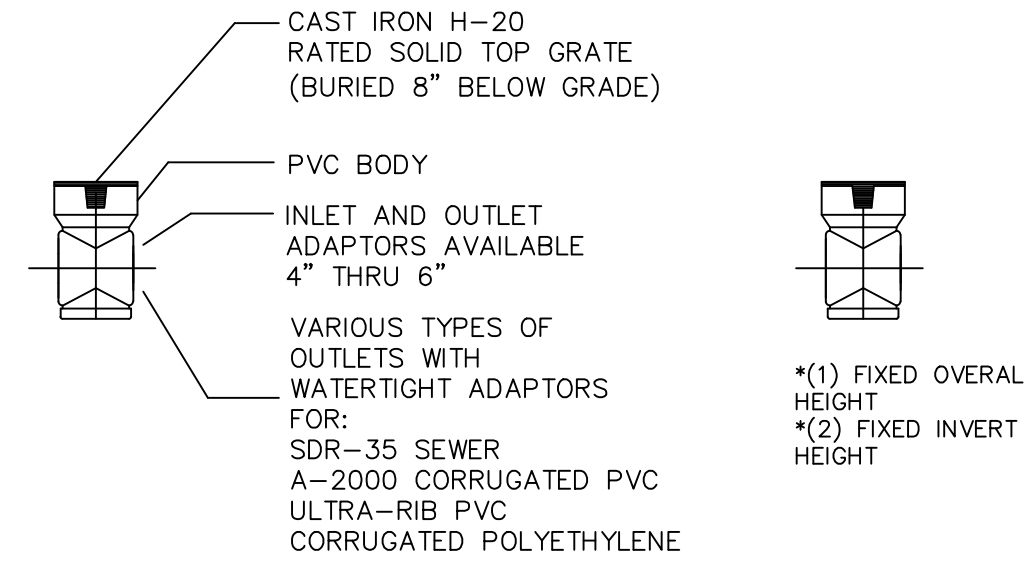 CAST IRON H-20
RATED SOLID TOP GRATE
(BURIED 8" BELOW GRADE)
PVC BODY
INLET AND OUTLET
ADAPTORS AVAILABLE
4" THRU 6"
VARIOUS TYPES OF
OUTLETS WITH
WATERTIGHT ADAPTORS
FOR:
SDR-35 SEWER
A-2000 CORRUGATED PVC
ULTRA-RIB PVC
CORRUGATED POLYETHYLENE
*(1) FIXED OVERAL
HEIGHT
*(2) FIXED INVERT
HEIGHT